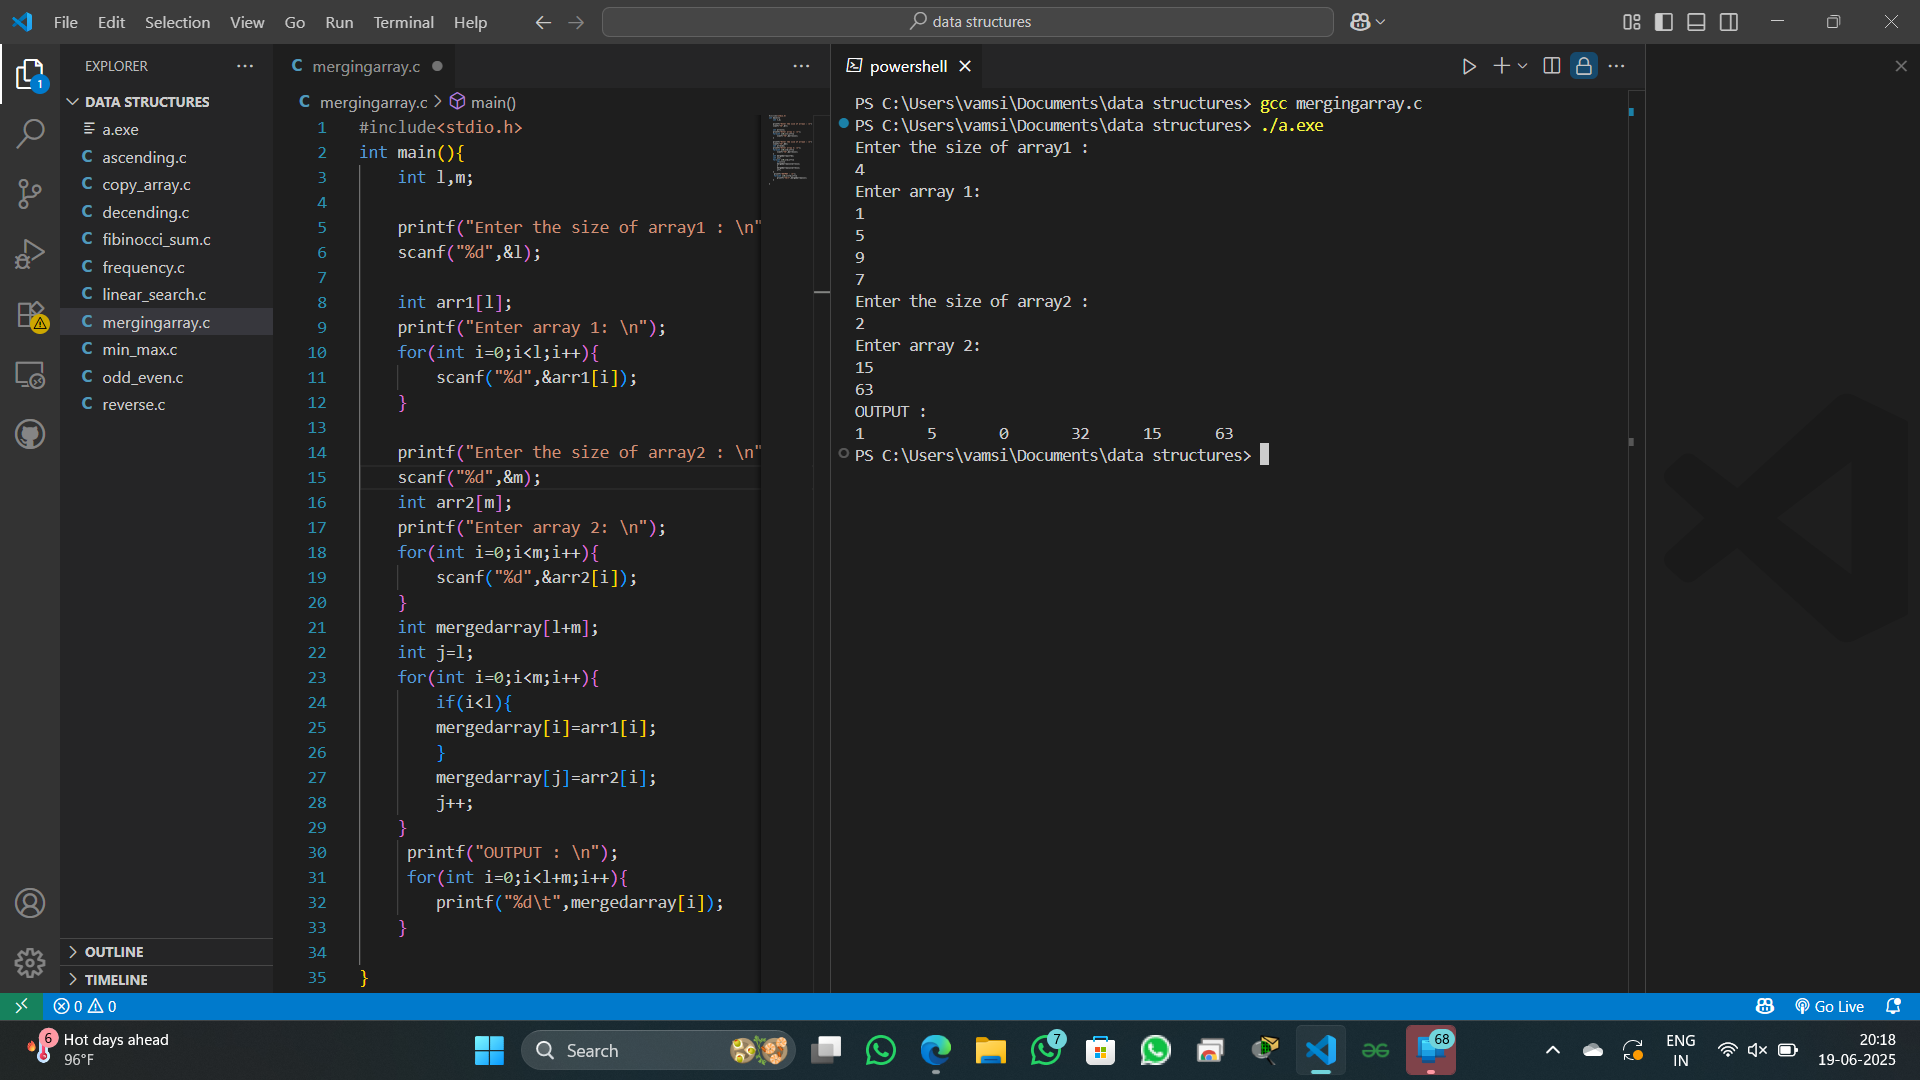 File Edit Selection View Go Run Terminal Help
data structures
EXPLORER
1
DATA STRUCTURES
a.exe
C ascending.c
C copy_array.c
C decending.c
C fibinocci_sum.c
C frequency.c
C linear_search.c
C mergingarray.c
C min_max.c
C odd_even.c
C reverse.c
OUTLINE
TIMELINE
C mergingarray.c
C mergingarray.c > main()
1 #include<stdio.h>
2 int main(){
3 int l,m;
4
5 printf("Enter the size of array1 : \n"
6 scanf("%d",&l);
7
8 int arr1[l];
9 printf("Enter array 1: \n");
10 for(int i=0;i<l;i++){
11 scanf("%d",&arr1[i]);
12 }
13
14 printf("Enter the size of array2 : \n"
15 scanf("%d",&m);
16 int arr2[m];
17 printf("Enter array 2: \n");
18 for(int i=0;i<m;i++){
19 scanf("%d",&arr2[i]);
20 }
21 int mergedarray[l+m];
22 int j=l;
23 for(int i=0;i<m;i++){
24 if(i<l){
25 mergedarray[i]=arr1[i];
26 }
27 mergedarray[j]=arr2[i];
28 j++;
29 }
30 printf("OUTPUT : \n");
31 for(int i=0;i<l+m;i++){
32 printf("%d\t",mergedarray[i]);
33 }
34
35 }
powershell
PS C:\Users\vamsi\Documents\data structures> gcc mergingarray.c
PS C:\Users\vamsi\Documents\data structures> ./a.exe
Enter the size of array1 :
4
Enter array 1:
1
5
9
7
Enter the size of array2 :
2
Enter array 2:
15
63
OUTPUT :
1 5 0 32 15 63
PS C:\Users\vamsi\Documents\data structures>
0 0
Go Live
6
Hot days ahead
96°F
Search
7
68
ENG
IN
20:18
19-06-2025